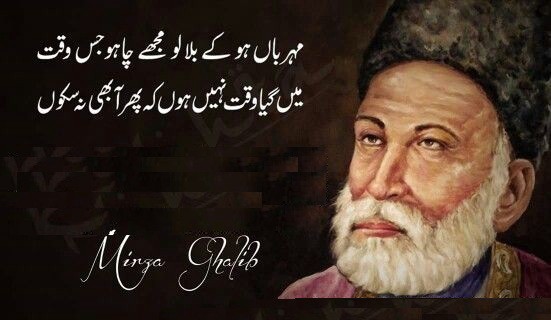 مہرباں ہو کے بلا لو مجھے چاہو جس وقت
میں گیا وقت نہیں ہوں کہ پھر آ بھی نہ سکوں
Mirza Ghalib